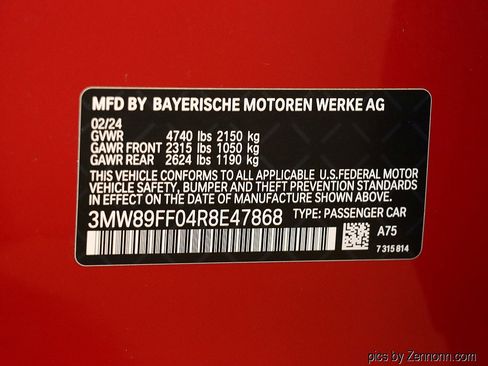 MFD BY BAYERISCHE MOTOREN WERKE AG
02/24
GVWR 4740 lbs 2150 kg
GAWR FRONT 2315 lbs 1050 kg
GAWR REAR 2624 lbs 1190 kg
THIS VEHICLE CONFORMS TO ALL APPLICABLE U.S.FEDERAL MOTOR
VEHICLE SAFETY, BUMPER AND THEFT PREVENTION STANDARDS
IN EFFECT ON THE DATE OF MANUFACTURE SHOWN ABOVE.
3MW89FF04R8E47868 TYPE: PASSENGER CAR
A75
7 315 814
pics by Zennonn.com